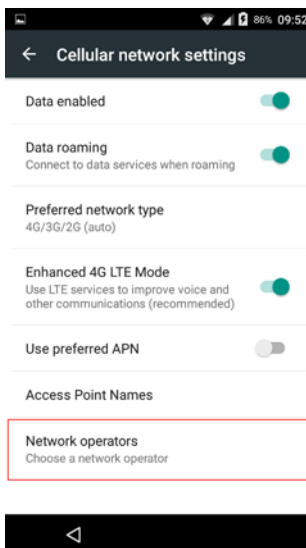 86% 09:52
Cellular network settings
Data enabled
Data roaming
Connect to data services when roaming
Preferred network type
4G/3G/2G (auto)
Enhanced 4G LTE Mode
Use LTE services to improve voice and
other communications (recommended)
Use preferred APN
Access Point Names
Network operators
Choose a network operator